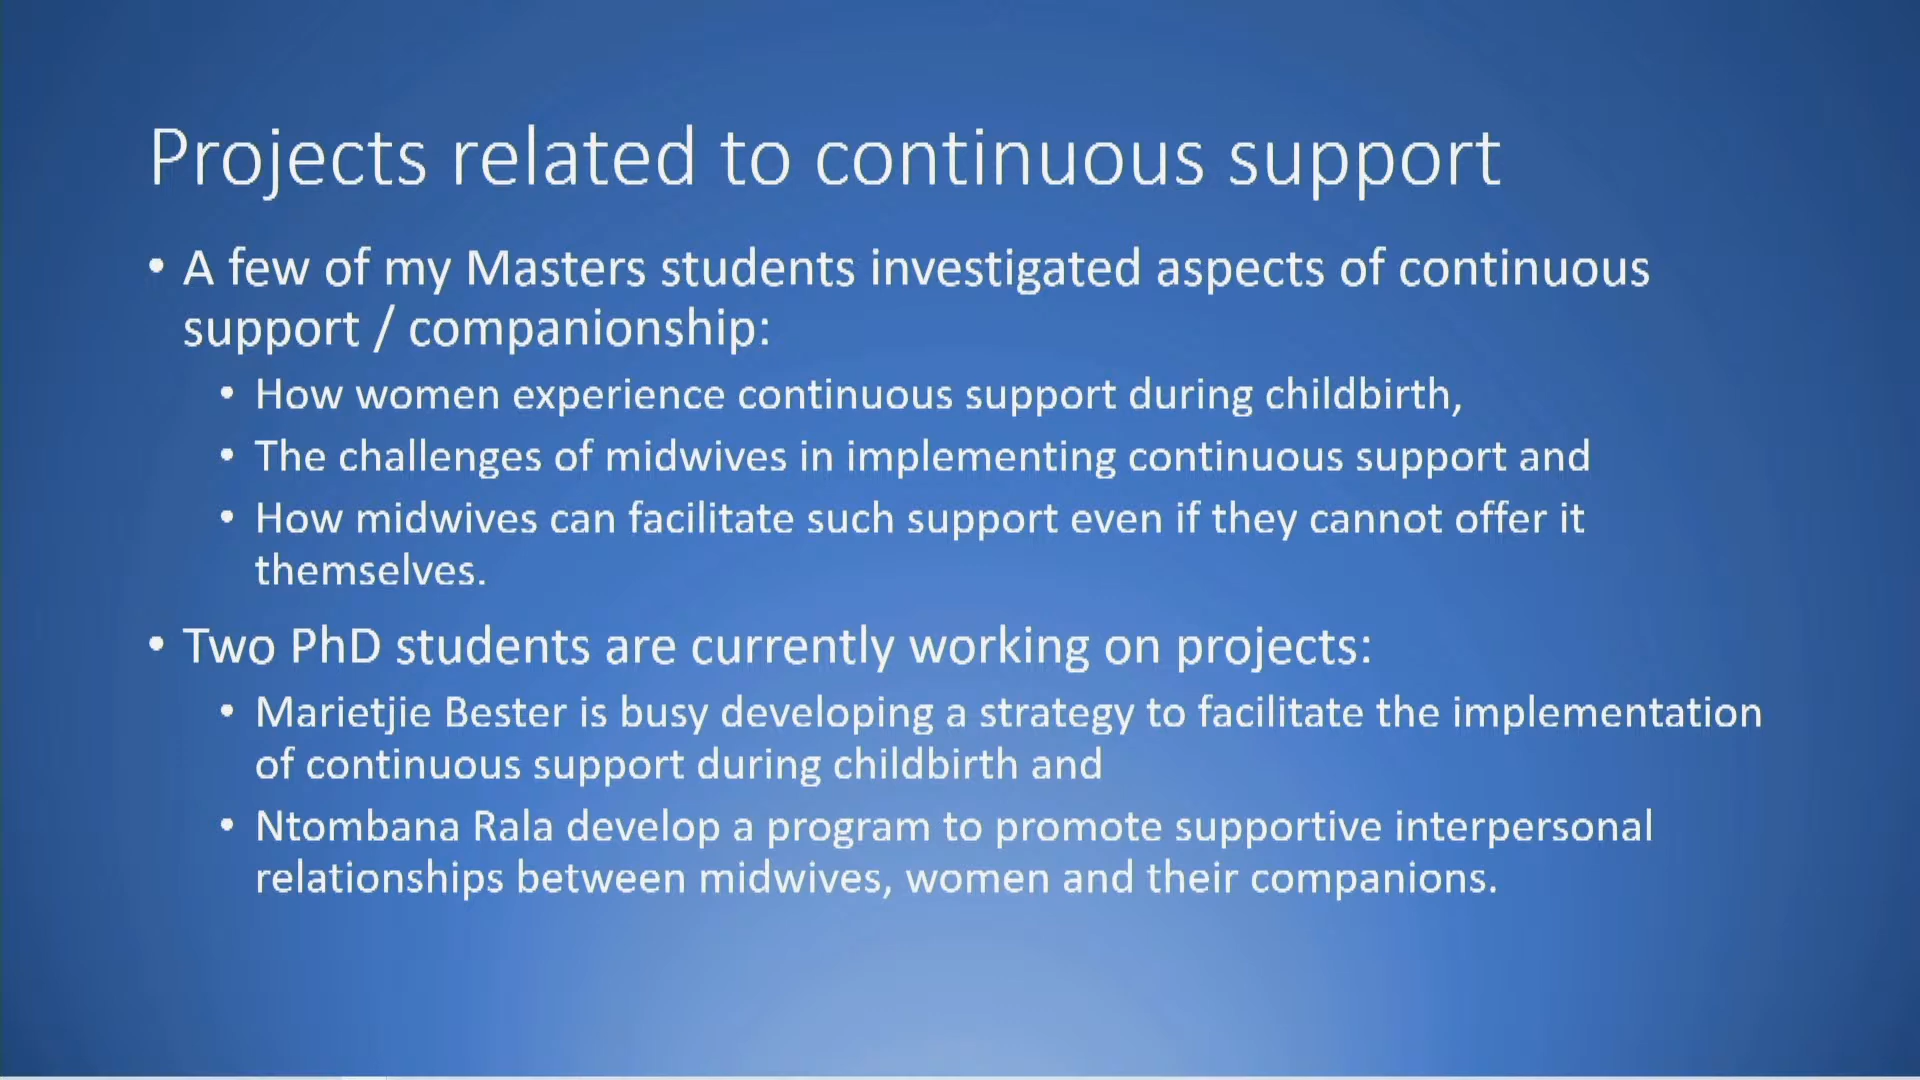 Projects related to continuous support
• A few of my Masters students investigated aspects of continuous
support / companionship:
• How women experience continuous support during childbirth,
• The challenges of midwives in implementing continuous support and
• How midwives can facilitate such support even if they cannot offer it
themselves.
• Two PhD students are currently working on projects:
• Marietjie Bester is busy developing a strategy to facilitate the implementation
of continuous support during childbirth and
• Ntombana Rala develop a program to promote supportive interpersonal
relationships between midwives, women and their companions.